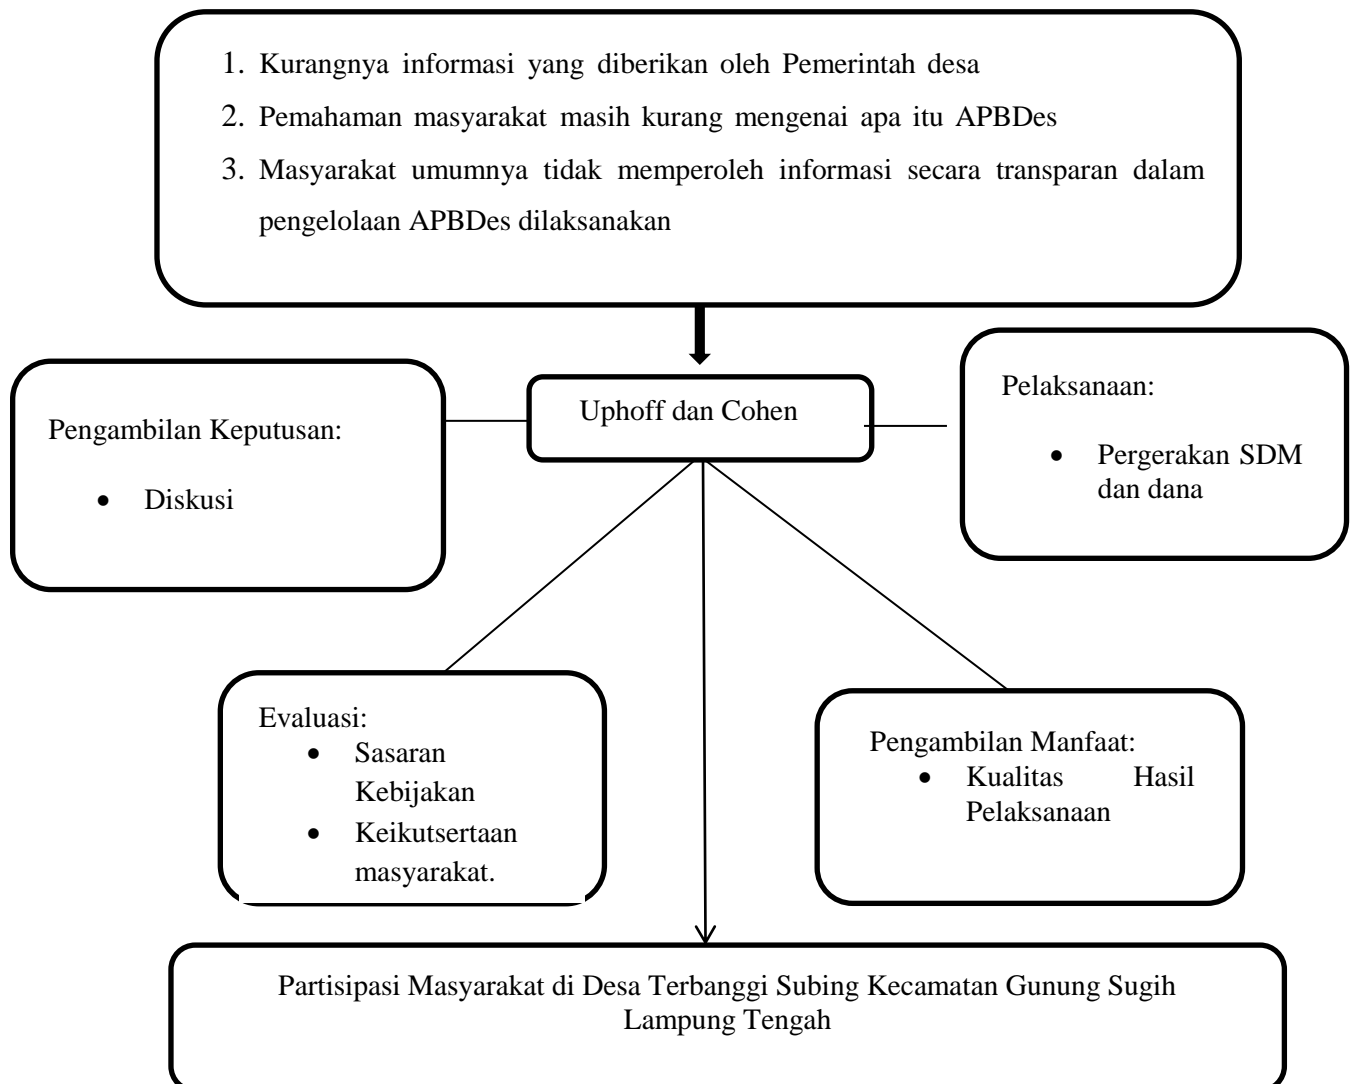 1. Kurangnya informasi yang diberikan oleh Pemerintah desa
2. Pemahaman masyarakat masih kurang mengenai apa itu APBDes
3. Masyarakat umumnya tidak memperoleh informasi secara transparan dalam
pengelolaan APBDes dilaksanakan
Pengambilan Keputusan:
• Diskusi
Uphoff dan Cohen
Pelaksanaan:
• Pergerakan SDM
dan dana
Evaluasi:
• Sasaran
Kebijakan
• Keikutsertaan
masyarakat.
Pengambilan Manfaat:
• Kualitas Hasil
Pelaksanaan
Partisipasi Masyarakat di Desa Terbanggi Subing Kecamatan Gunung Sugih
Lampung Tengah